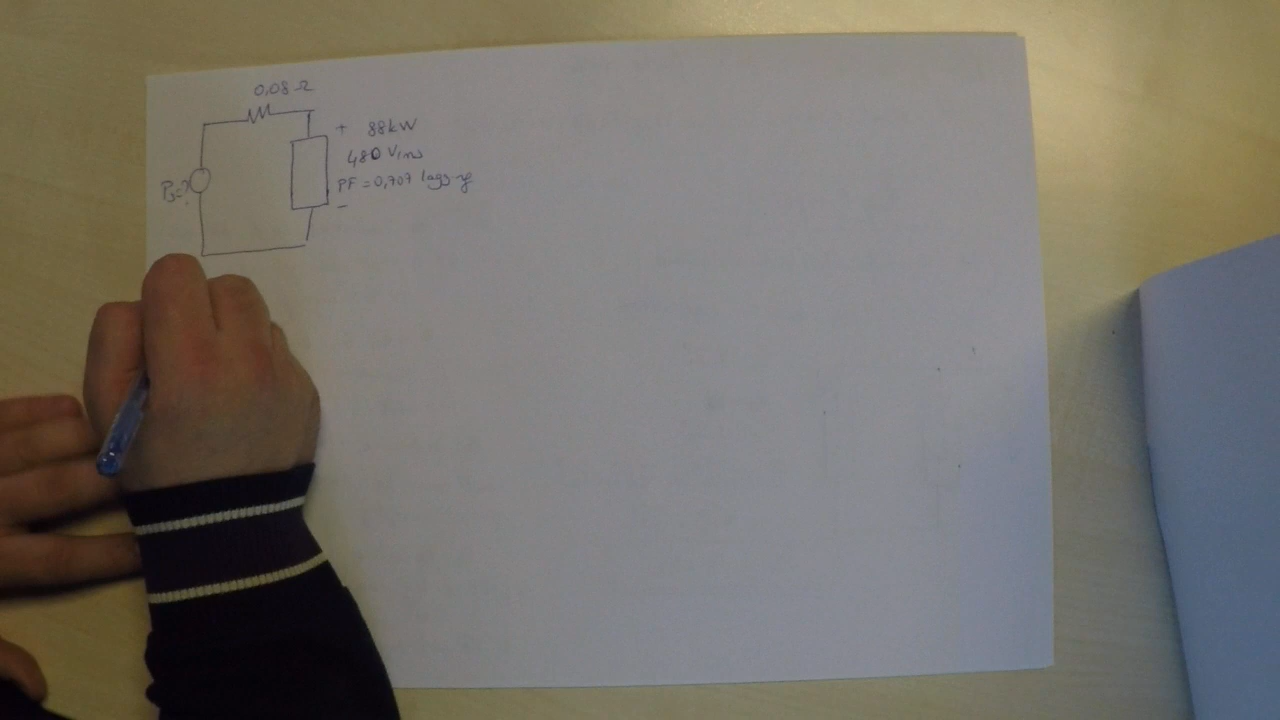 0,08 Ω
+ 88kW
480 Vrms
Ps=?
PF = 0,707 lagging
-